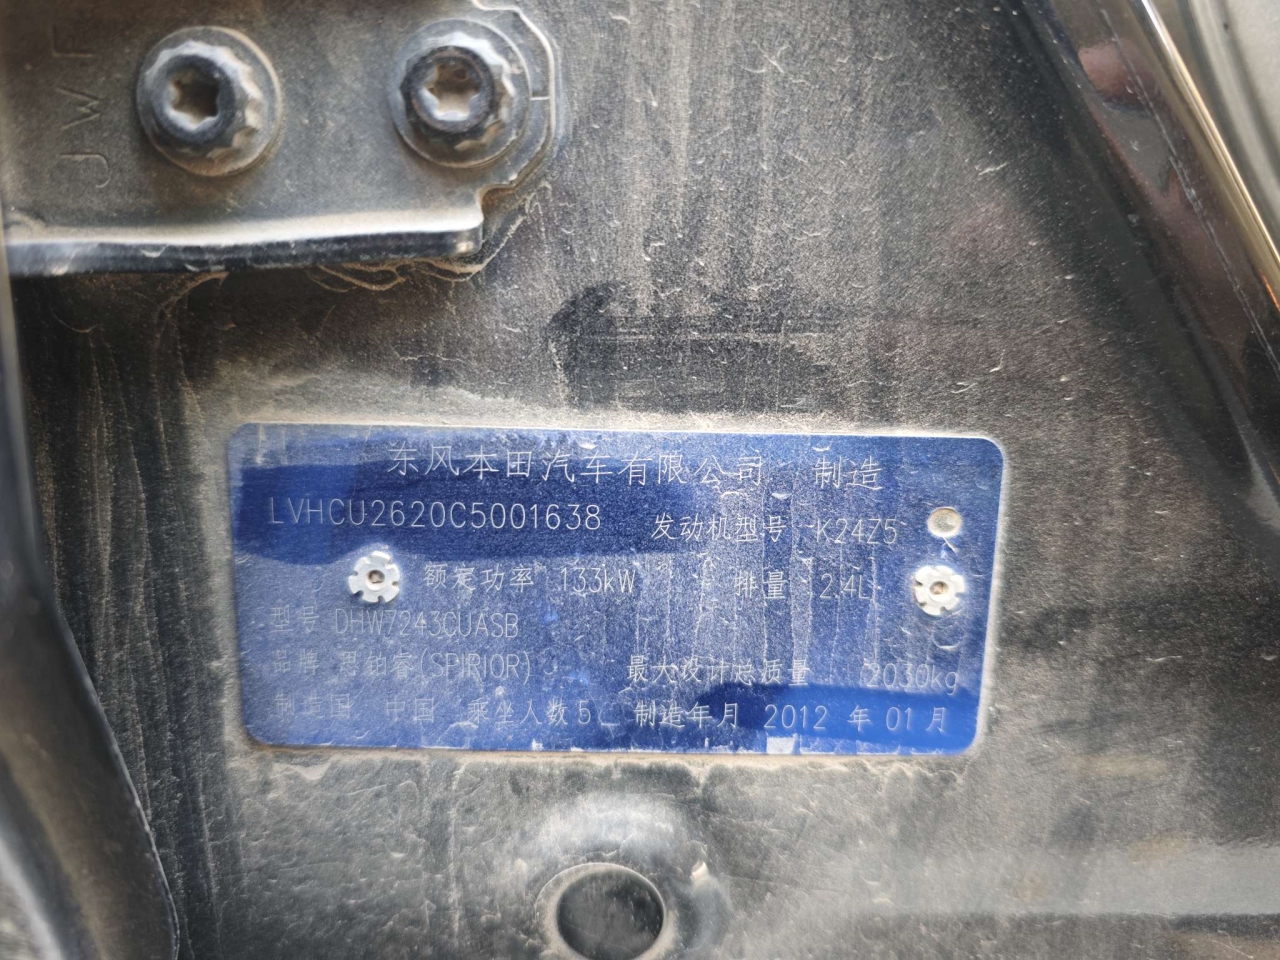 JWF
东风本田汽车有限公司 制造
LVHCU2620C5001638 发动机型号 K24Z5
额定功率 133kW 排量 2.4L
型号 DHW7243CUASB
品牌 思铂睿(SPIRIOR) 最大设计总质量 2030kg
制造国 中国 乘坐人数 5 制造年月 2012 年 01 月